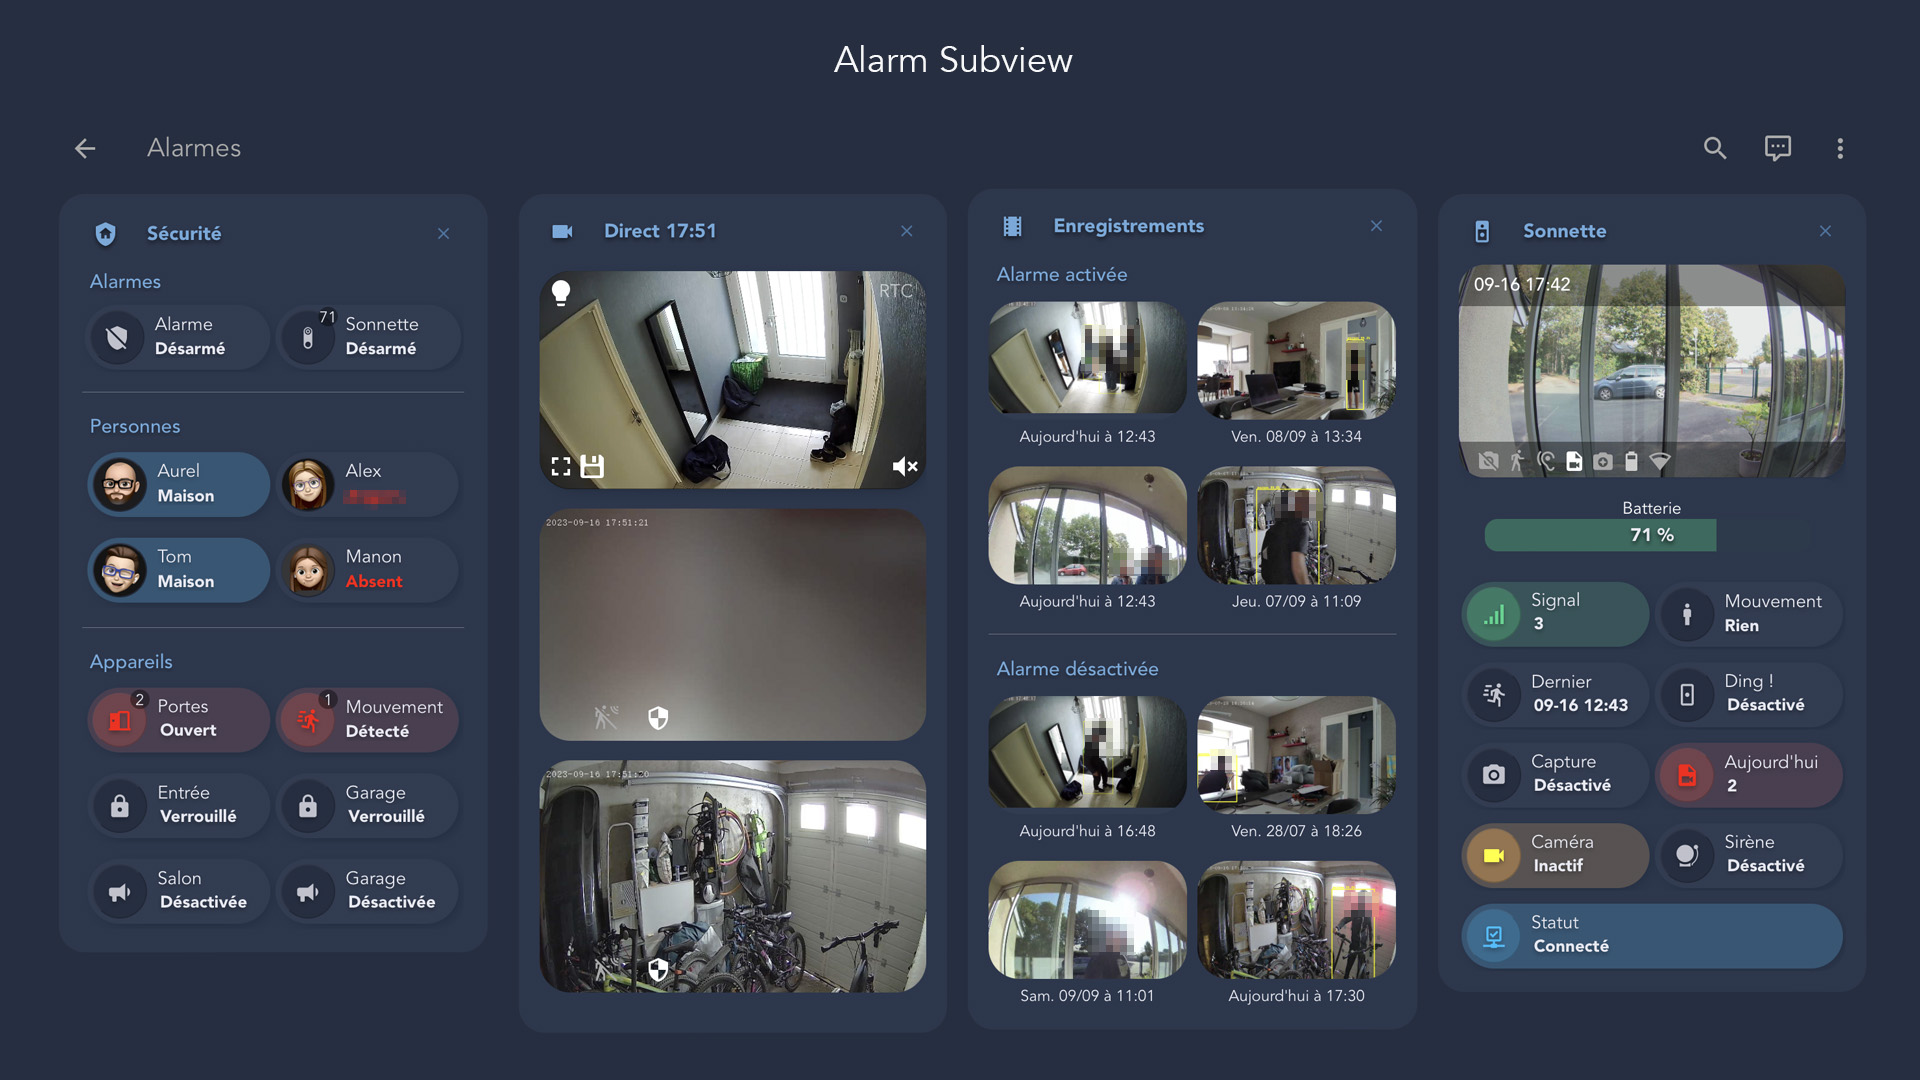 Alarm Subview
Alarmes
Sécurité
Alarmes
Alarme
Désarmé
71
Sonnette
Désarmé
Personnes
Aurel
Maison
Alex
Tom
Maison
Manon
Absent
Appareils
2
Portes
Ouvert
1
Mouvement
Détecté
Entrée
Verrouillé
Garage
Verrouillé
Salon
Désactivée
Garage
Désactivée
Direct 17:51
RTC
2023-09-16 17:51:21
2023-09-16 17:51:20
Enregistrements
Alarme activée
Aujourd'hui à 12:43
Ven. 08/09 à 13:34
Aujourd'hui à 12:43
Jeu. 07/09 à 11:09
Alarme désactivée
Aujourd'hui à 16:48
Ven. 28/07 à 18:26
Sam. 09/09 à 11:01
Aujourd'hui à 17:30
Sonnette
09-16 17:42
Batterie
71 %
Signal
3
Mouvement
Rien
Dernier
09-16 12:43
Ding !
Désactivé
Capture
Désactivé
Aujourd'hui
2
Caméra
Inactif
Sirène
Désactivé
Statut
Connecté